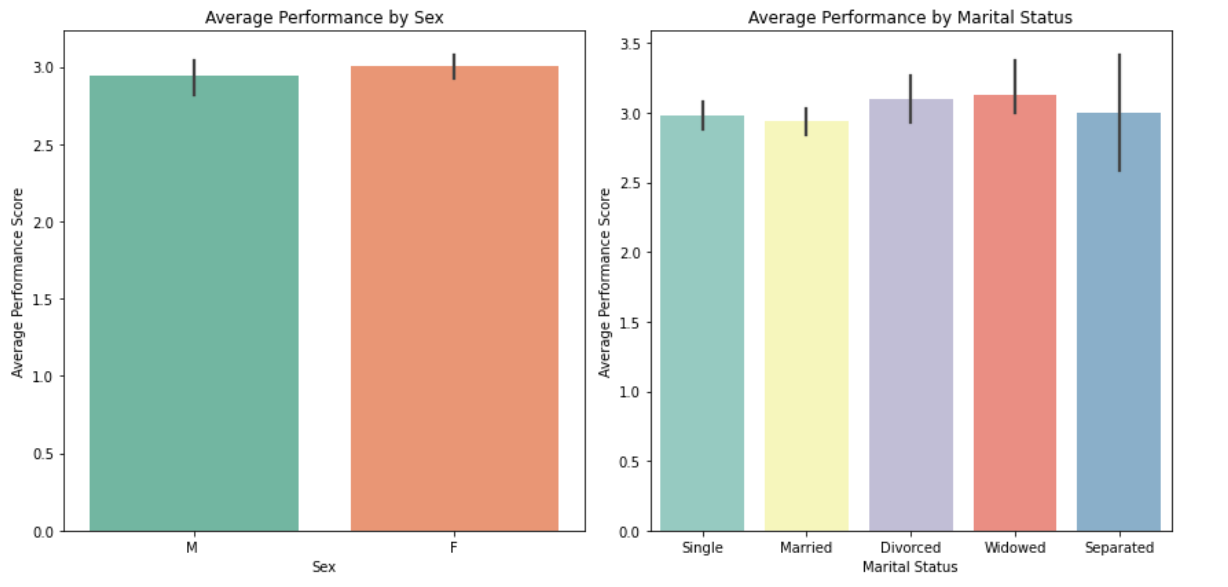 Average Performance by Sex
Average Performance Score
3.0
2.5
2.0
1.5
1.0
0.5
0.0
M F
Sex
Average Performance by Marital Status
Average Performance Score
3.5
3.0
2.5
2.0
1.5
1.0
0.5
0.0
Single Married Divorced Widowed Separated
Marital Status